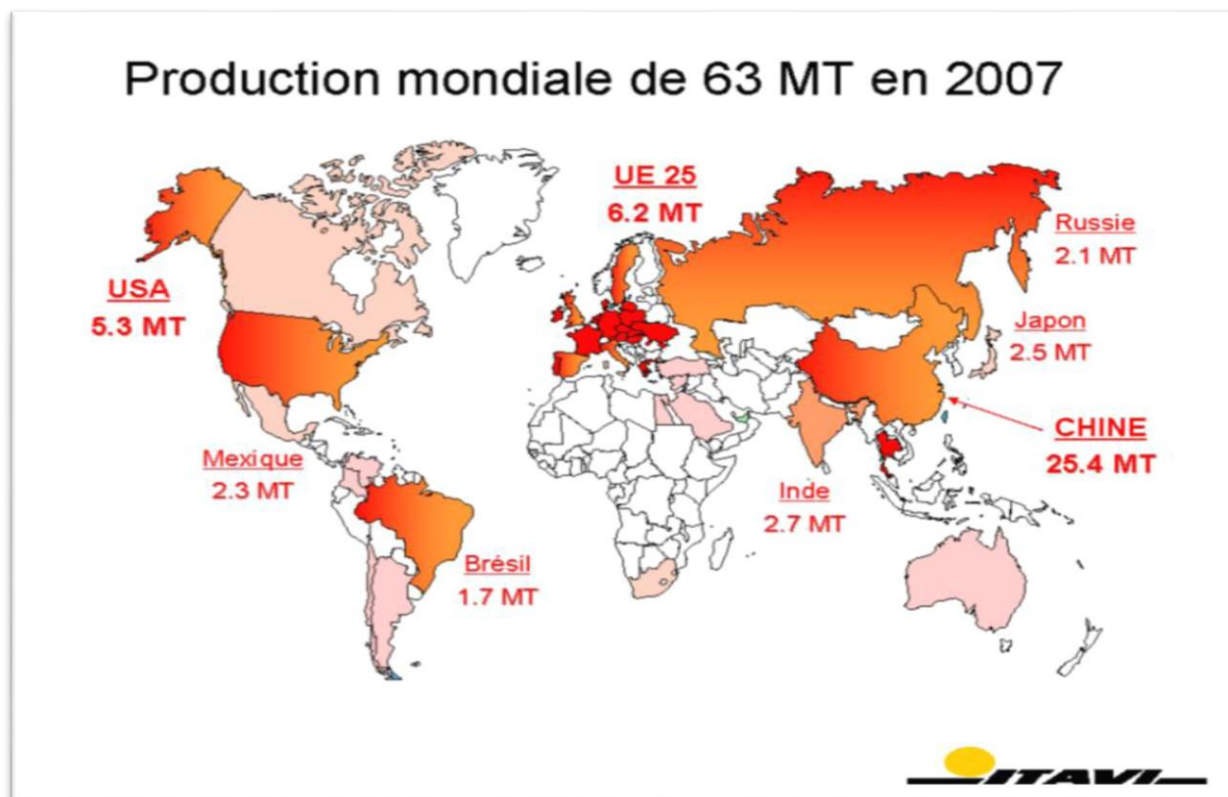 Production mondiale de 63 MT en 2007
UE 25
6.2 MT
Russie
2.1 MT
USA
5.3 MT
Japon
2.5 MT
CHINE
25.4 MT
Mexique
2.3 MT
Inde
2.7 MT
Brésil
1.7 MT
ITAVI